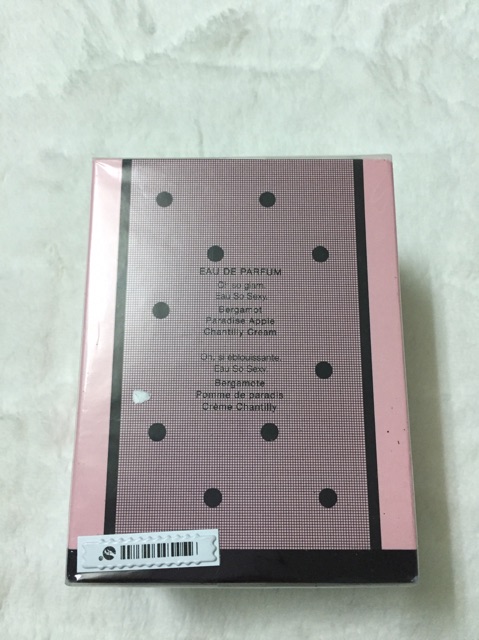 EAU DE PARFUM
Oh, so glam.
Eau So Sexy.
Bergamot
Paradise Apple
Chantilly Cream
Oh, si éblouissante.
Eau So Sexy.
Bergamote
Pomme de paradis
Crème Chantilly